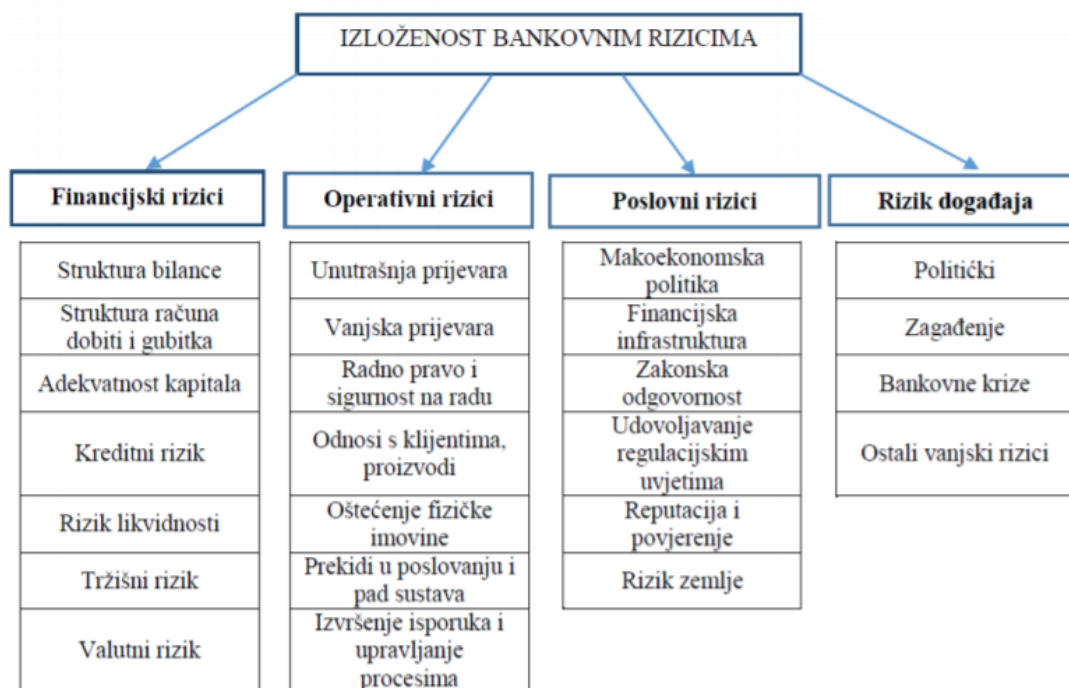 IZLOŽENOST BANKOVNIM RIZICIMA
Financijski rizici
Struktura bilance
Struktura računa
dobiti i gubitka
Adekvatnost kapitala
Kreditni rizik
Rizik likvidnosti
Tržišni rizik
Valutni rizik
Operativni rizici
Unutrašnja prijevara
Vanjska prijevara
Radno pravo i
sigurnost na radu
Odnosi s klijentima,
proizvodi
Oštećenje fizičke
imovine
Prekidi u poslovanju i
pad sustava
Izvršenje isporuka i
upravljanje
procesima
Poslovni rizici
Makoekonomska
politika
Financijska
infrastruktura
Zakonska
odgovornost
Udovoljavanje
regulacijskim
uvjetima
Reputacija i
povjerenje
Rizik zemlje
Rizik događaja
Politićki
Zagađenje
Bankovne krize
Ostali vanjski rizici